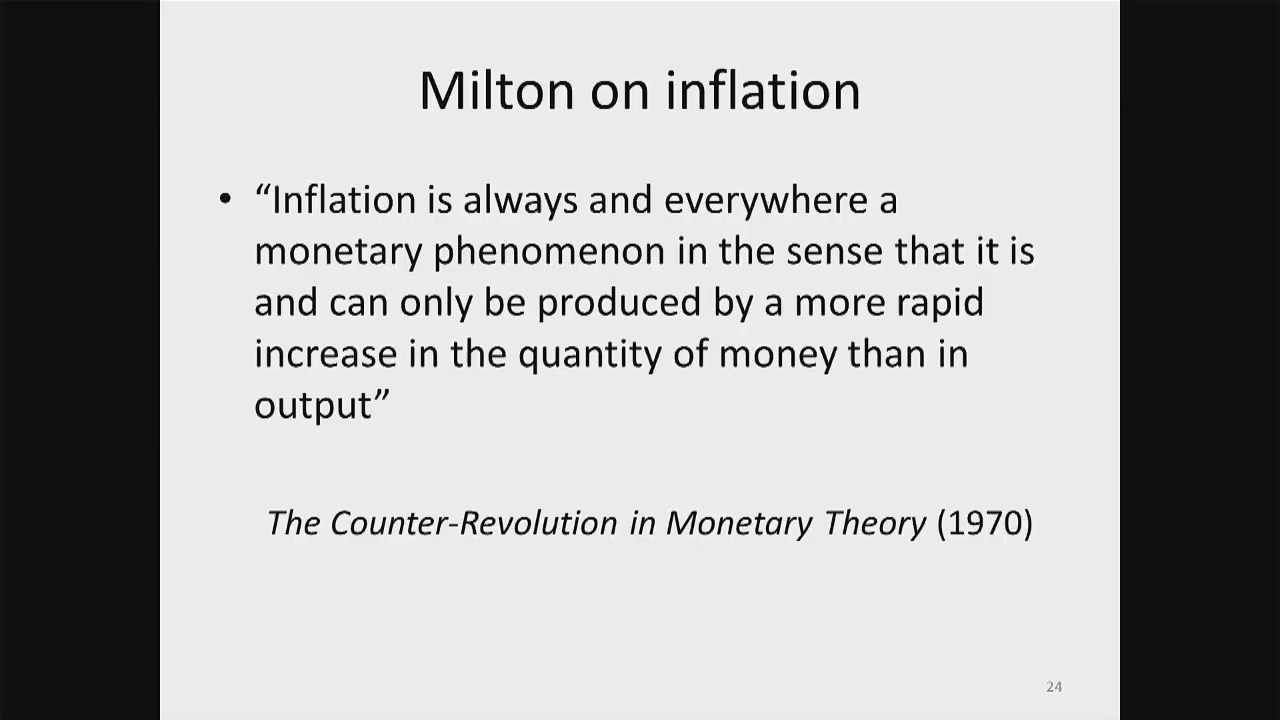 Milton on inflation
• “Inflation is always and everywhere a
monetary phenomenon in the sense that it is
and can only be produced by a more rapid
increase in the quantity of money than in
output”
The Counter-Revolution in Monetary Theory (1970)
24